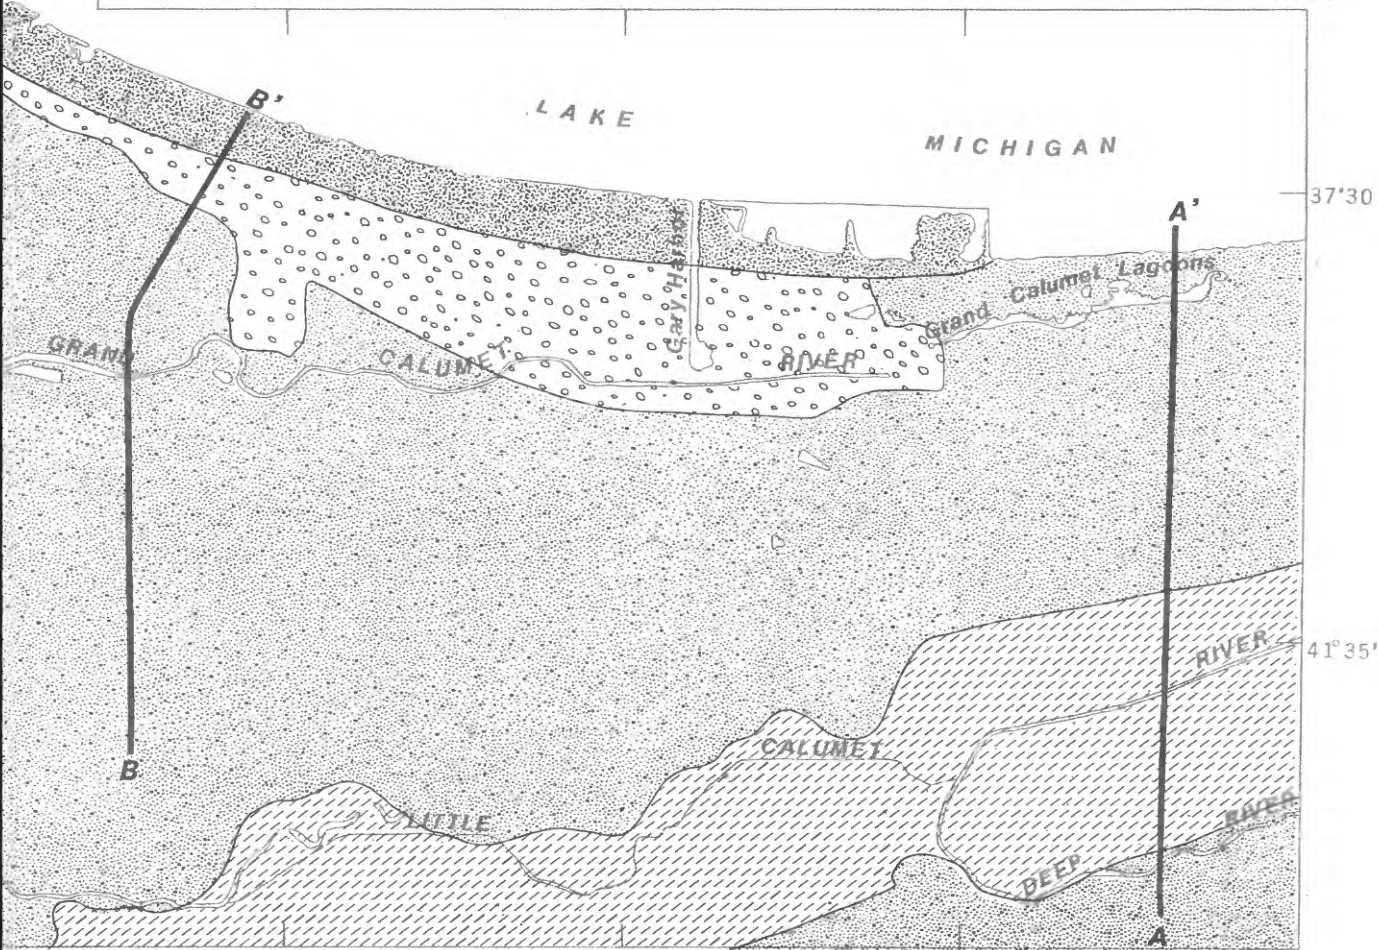 B'
LAKE
MICHIGAN
37'30
A'
Gary Harbor
Grand Calumet Lagoons
GRAND
CALUMET
RIVER
RIVER
41°35'
B
CALUMET
LITTLE
RIVER
DEEP
A